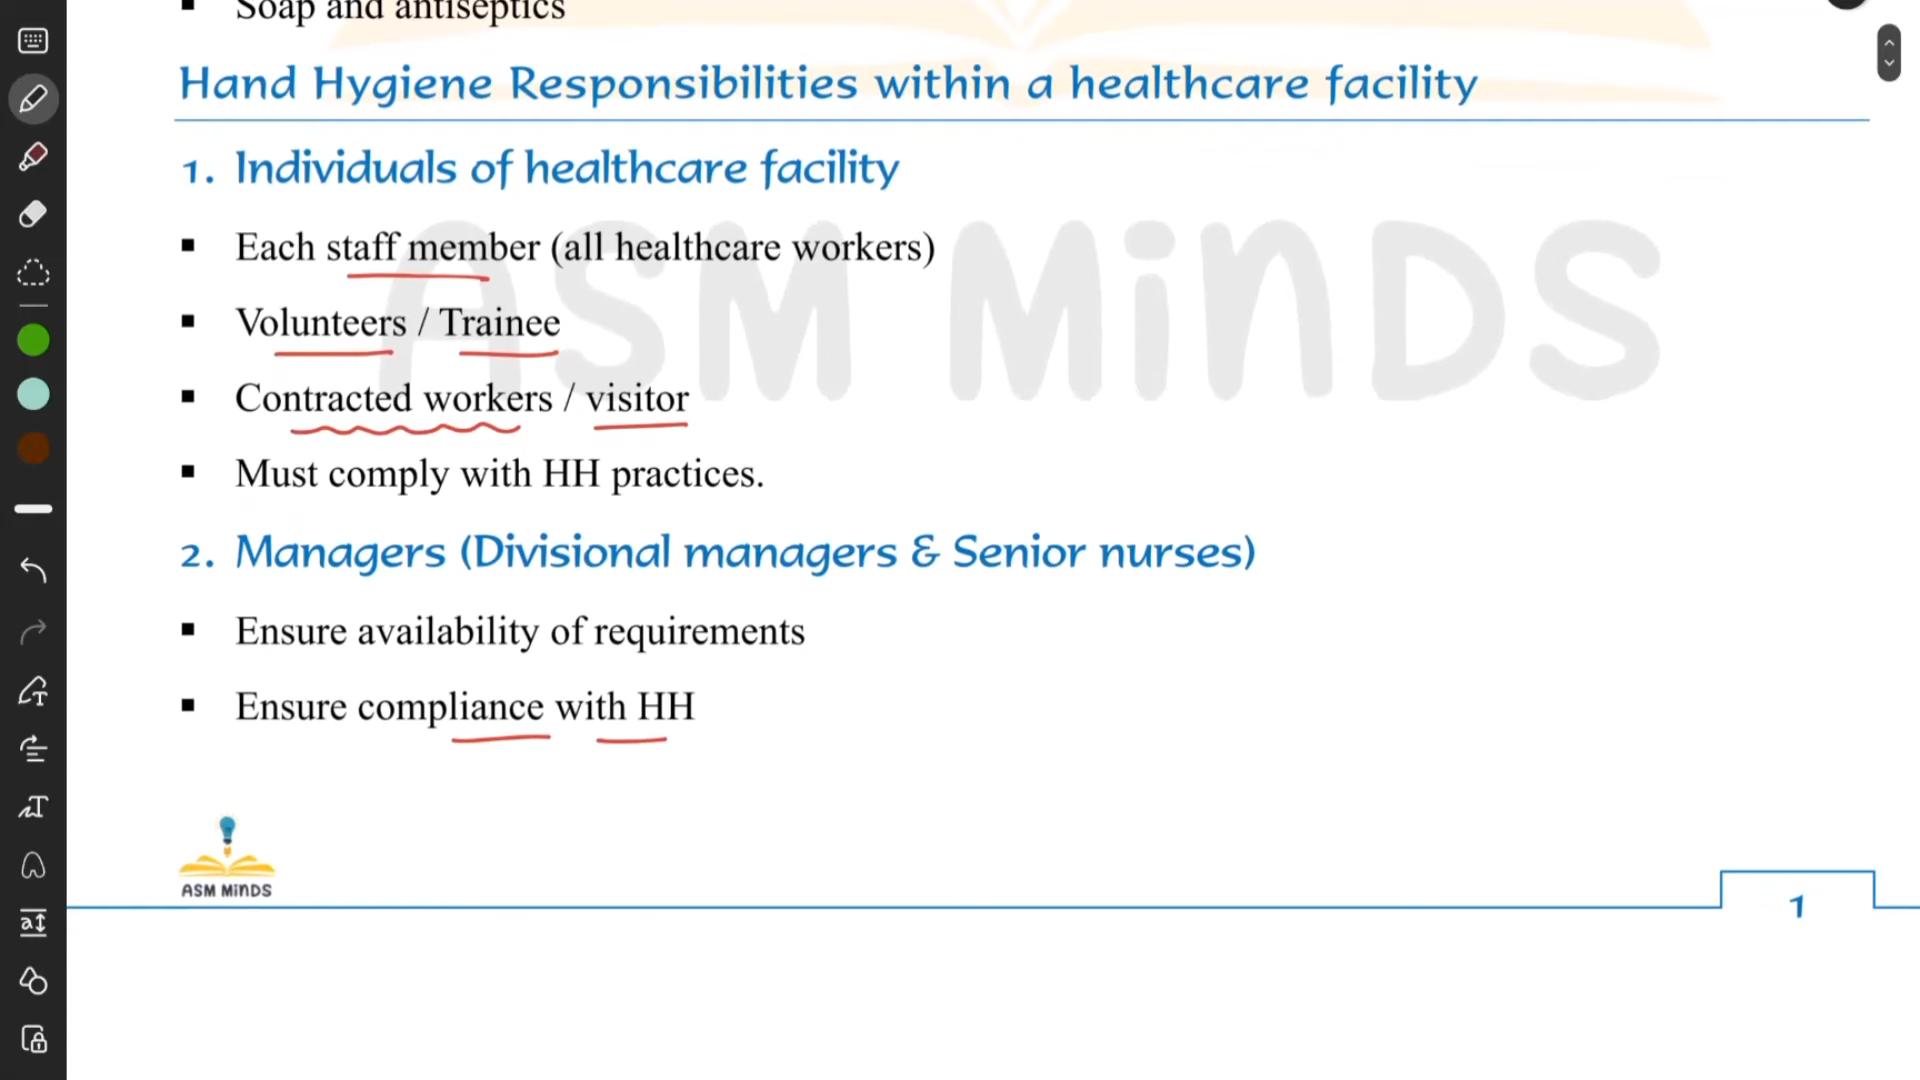 ▪ Soap and antiseptics
Hand Hygiene Responsibilities within a healthcare facility
1. Individuals of healthcare facility
▪ Each staff member (all healthcare workers)
▪ Volunteers / Trainee
▪ Contracted workers / visitor
▪ Must comply with HH practices.
2. Managers (Divisional managers & Senior nurses)
▪ Ensure availability of requirements
▪ Ensure compliance with HH
ASM MiNDS
ASM MiNDS
1